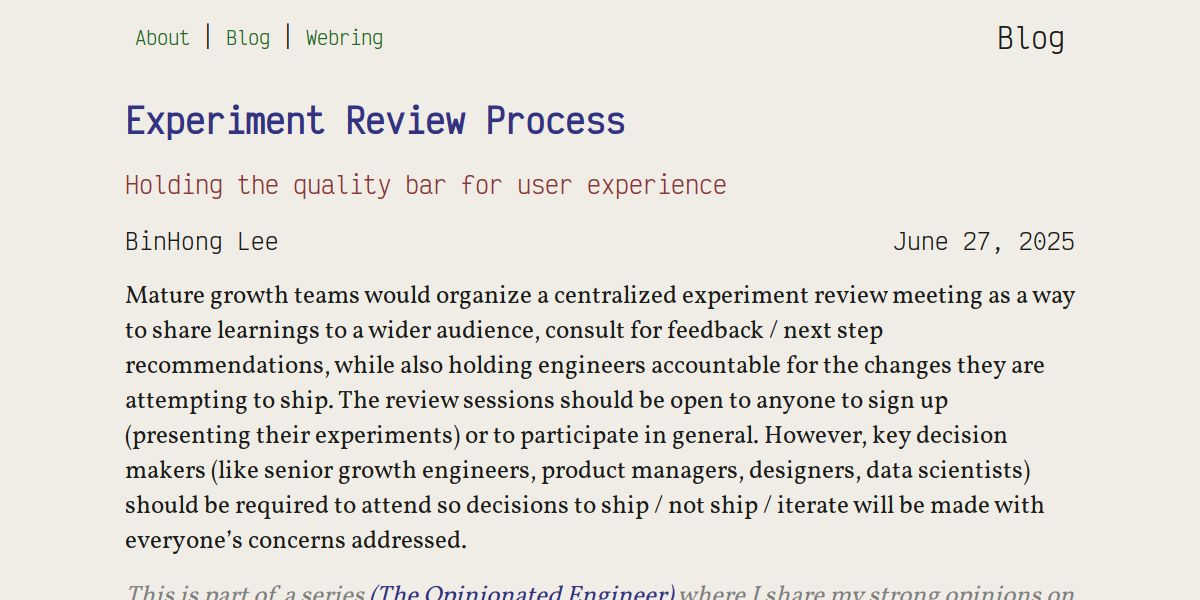 About | Blog | Webring
Blog
Experiment Review Process
Holding the quality bar for user experience
BinHong Lee
June 27, 2025
Mature growth teams would organize a centralized experiment review meeting as a way
to share learnings to a wider audience, consult for feedback / next step
recommendations, while also holding engineers accountable for the changes they are
attempting to ship. The review sessions should be open to anyone to sign up
(presenting their experiments) or to participate in general. However, key decision
makers (like senior growth engineers, product managers, designers, data scientists)
should be required to attend so decisions to ship / not ship / iterate will be made with
everyone’s concerns addressed.
This is part of a series (The Opinionated Engineer) where I share my strong opinions on